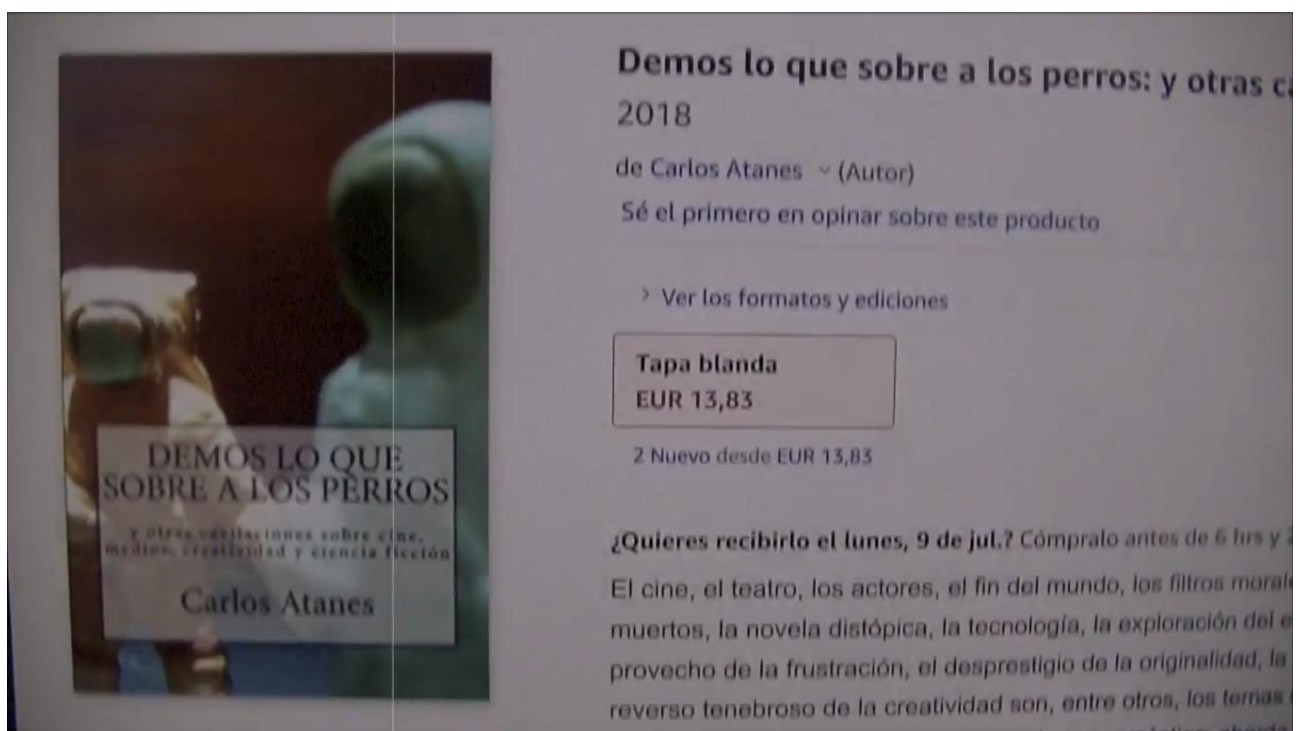 Demos lo que sobre a los perros: y otras
2018
de Carlos Atanes (Autor)
Sé el primero en opinar sobre este producto
Ver los formatos y ediciones
Tapa blanda
EUR 13,83
2 Nuevo desde EUR 13,83
¿Quieres recibirlo el lunes, 9 de jul.? Cómpralo antes de 6 hrs y
El cine, el teatro, los actores, el fin del mundo, los filtros
muertos, la novela distópica, la tecnología, la exploración del
provecho de la frustración, el desprestigio de la originalidad, la
reverso tenebroso de la creatividad son, entre otros, los temas
DEMOS LO QUE
SOBRE A LOS PERROS
y otras cavilaciones sobre cine,
medios, creatividad y ciencia ficción
Carlos Atanes